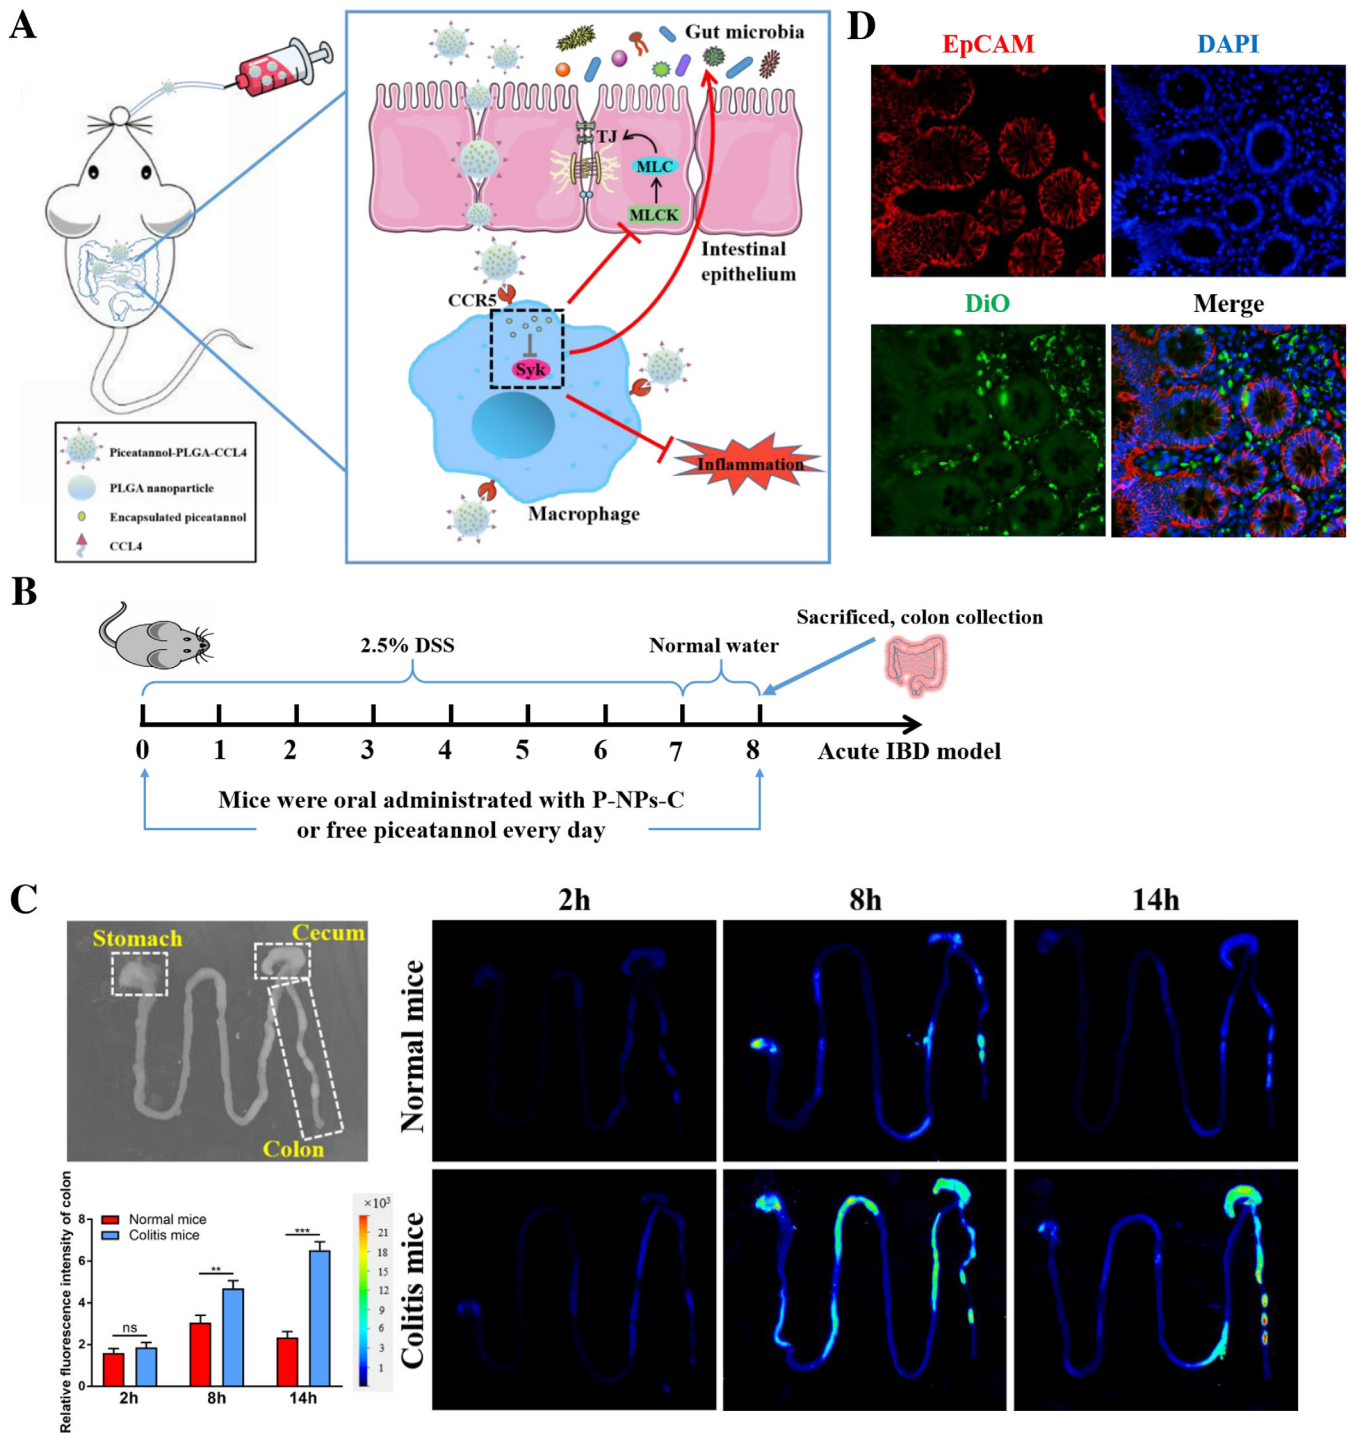 A
Gut microbia
TJ
MLC
MLCK
Intestinal
epithelium
CCR5
Syk
Inflammation
Macrophage
Piceatannol-PLGA-CCL4
PLGA nanoparticle
Encapsulated piceatannol
CCL4
D
EpCAM
DAPI
DiO
Merge
B
Sacrificed, colon collection
2.5% DSS
Normal water
0 1 2 3 4 5 6 7 8
Acute IBD model
Mice were oral administrated with P-NPs-C
or free piceatannol every day
C
Stomach
Cecum
Colon
2h
8h
14h
Normal mice
Colitis mice
Relative fluorescence intensity of colon
8
6
4
2
0
Normal mice
Colitis mice
ns
**
***
2h
8h
14h
×10³
21
18
15
12
9
6
3
1